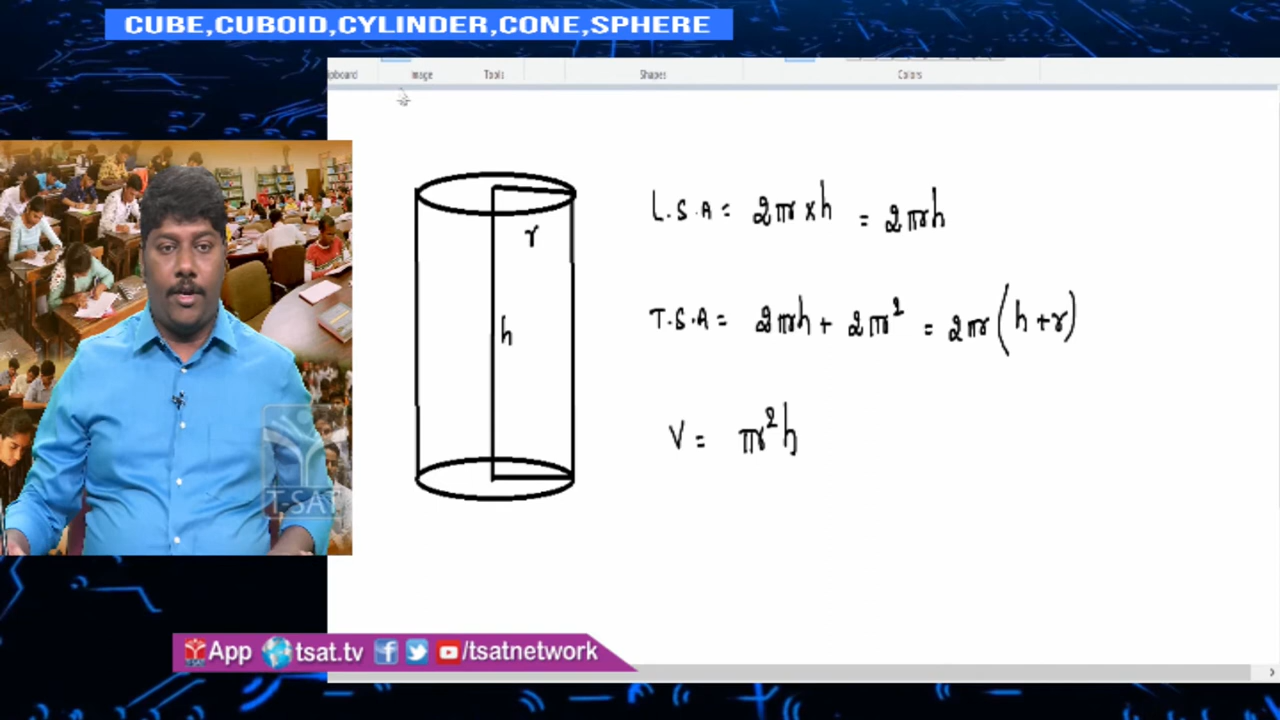 CUBE,CUBOID,CYLINDER,CONE,SPHERE
Image Tools Shapes Colors
r
h
L.S.A = 2πr×h = 2πrh
T.S.A = 2πrh + 2πr² = 2πr(h+r)
V = πr²h
T-SAT
App tsat.tv /tsatnetwork